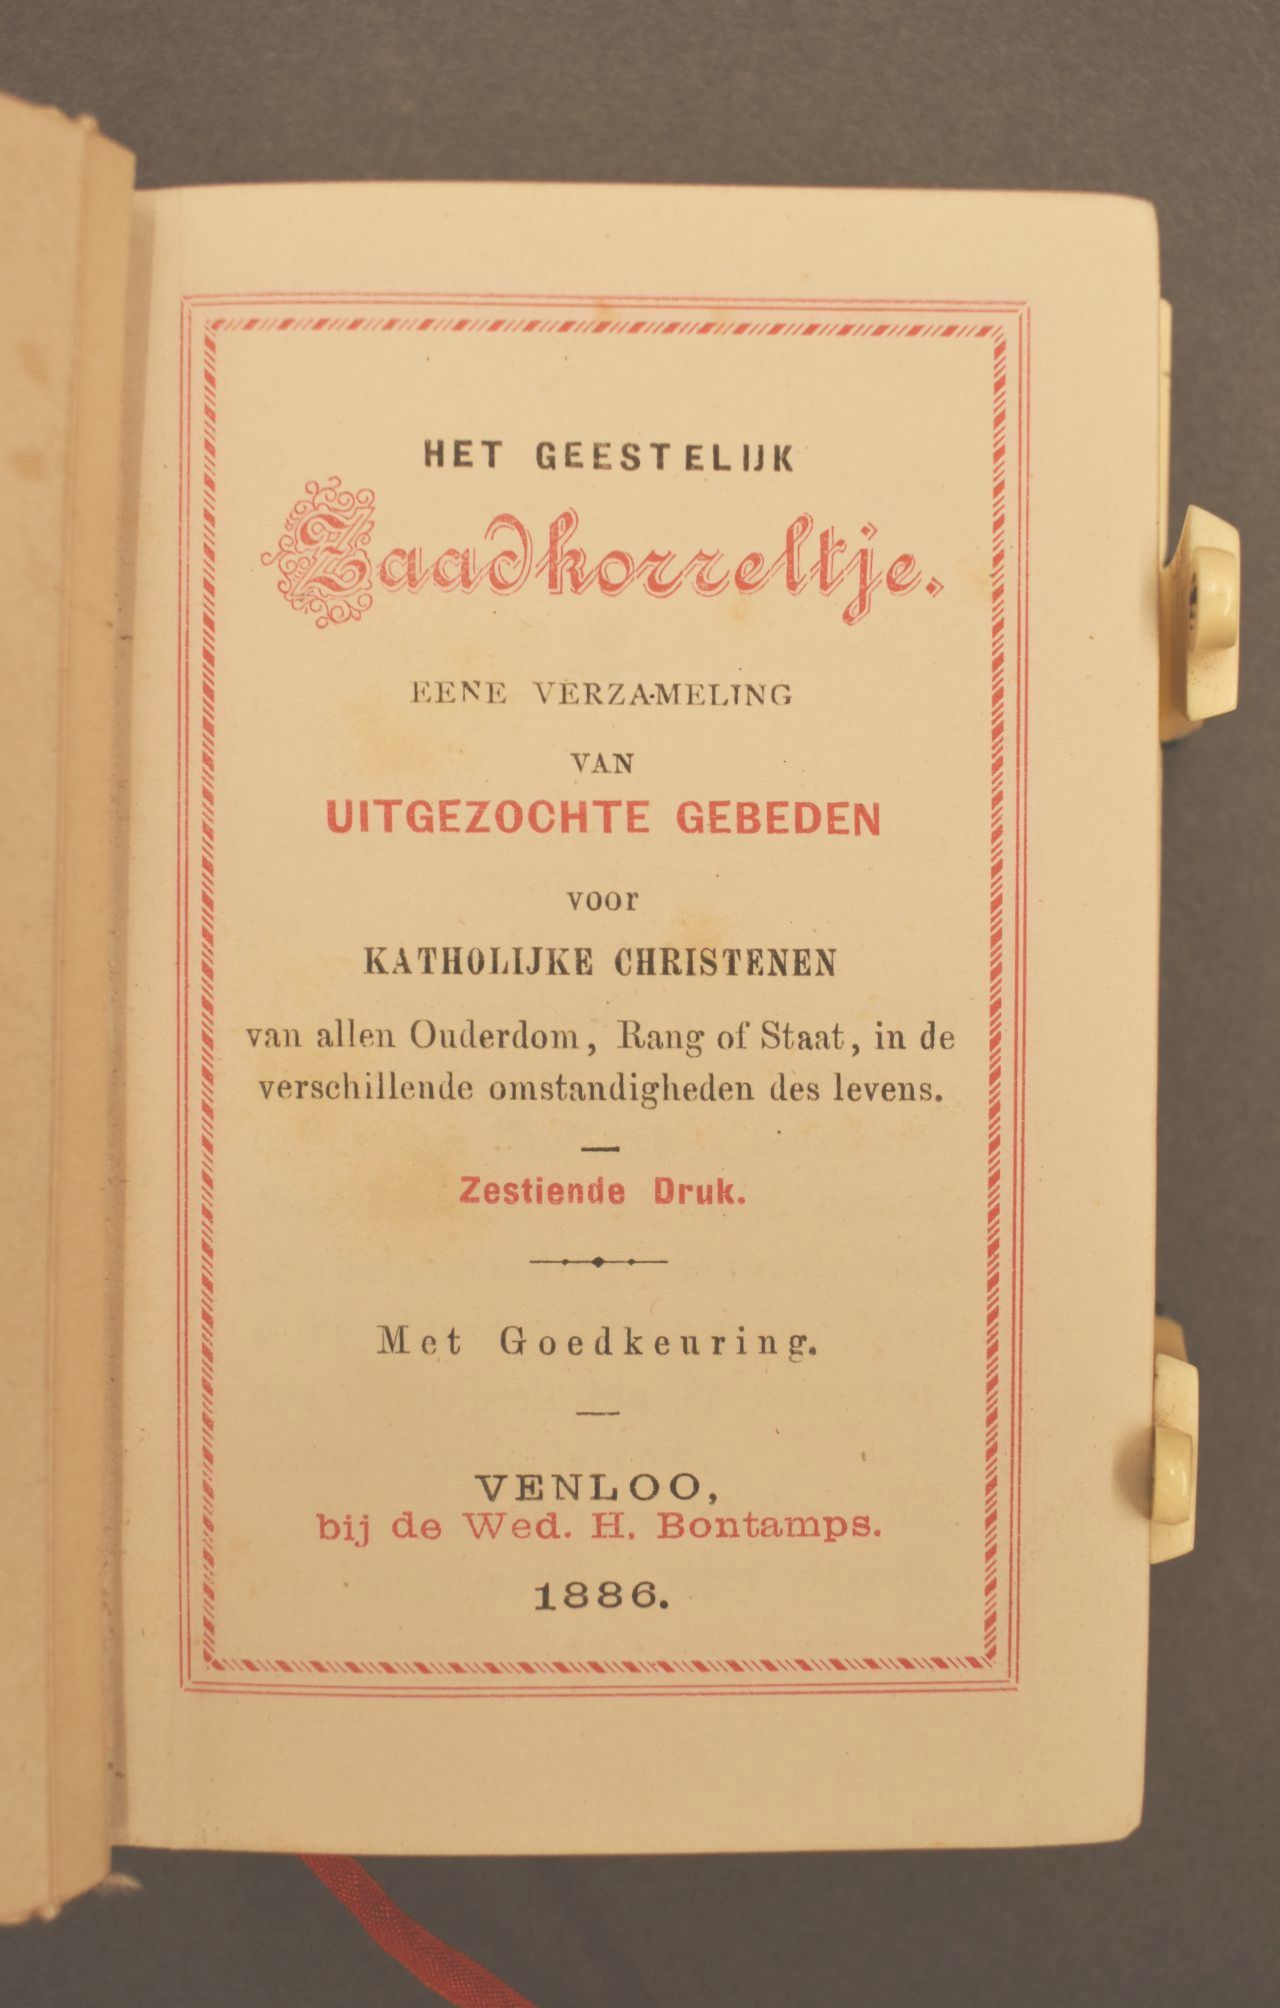 HET GEESTELIJK
Zaadkorreltje.
EENE VERZAMELING
VAN
UITGEZOCHTE GEBEDEN
voor
KATHOLIJKE CHRISTENEN
van allen Ouderdom, Rang of Staat, in de
verschillende omstandigheden des levens.
Zestiende Druk.
Met Goedkeuring.
VENLOO,
bij de Wed. H. Bontamps.
1886.